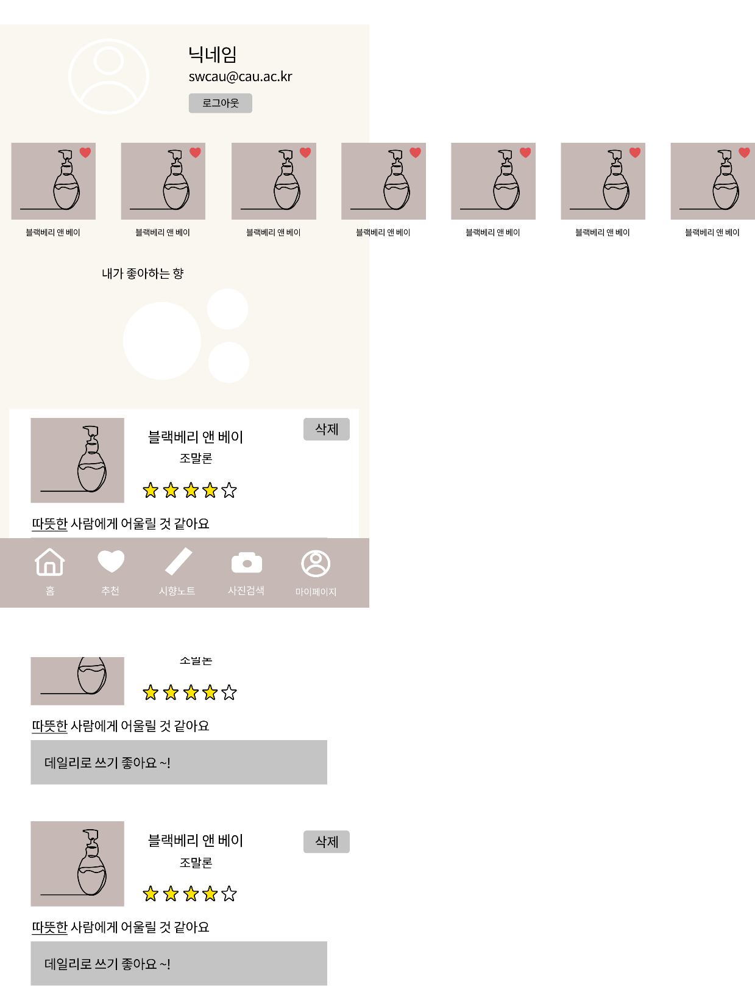 닉네임
swcau@cau.ac.kr
로그아웃
블랙베리 앤 베이
블랙베리 앤 베이
블랙베리 앤 베이
블랙베리 앤 베이
블랙베리 앤 베이
블랙베리 앤 베이
블랙베리 앤 베이
내가 좋아하는 향
블랙베리 앤 베이
삭제
조말론
따뜻한 사람에게 어울릴 것 같아요
홈
추천
시향노트
사진검색
마이페이지
조말론
따뜻한 사람에게 어울릴 것 같아요
데일리로 쓰기 좋아요 ~!
블랙베리 앤 베이
삭제
조말론
따뜻한 사람에게 어울릴 것 같아요
데일리로 쓰기 좋아요 ~!